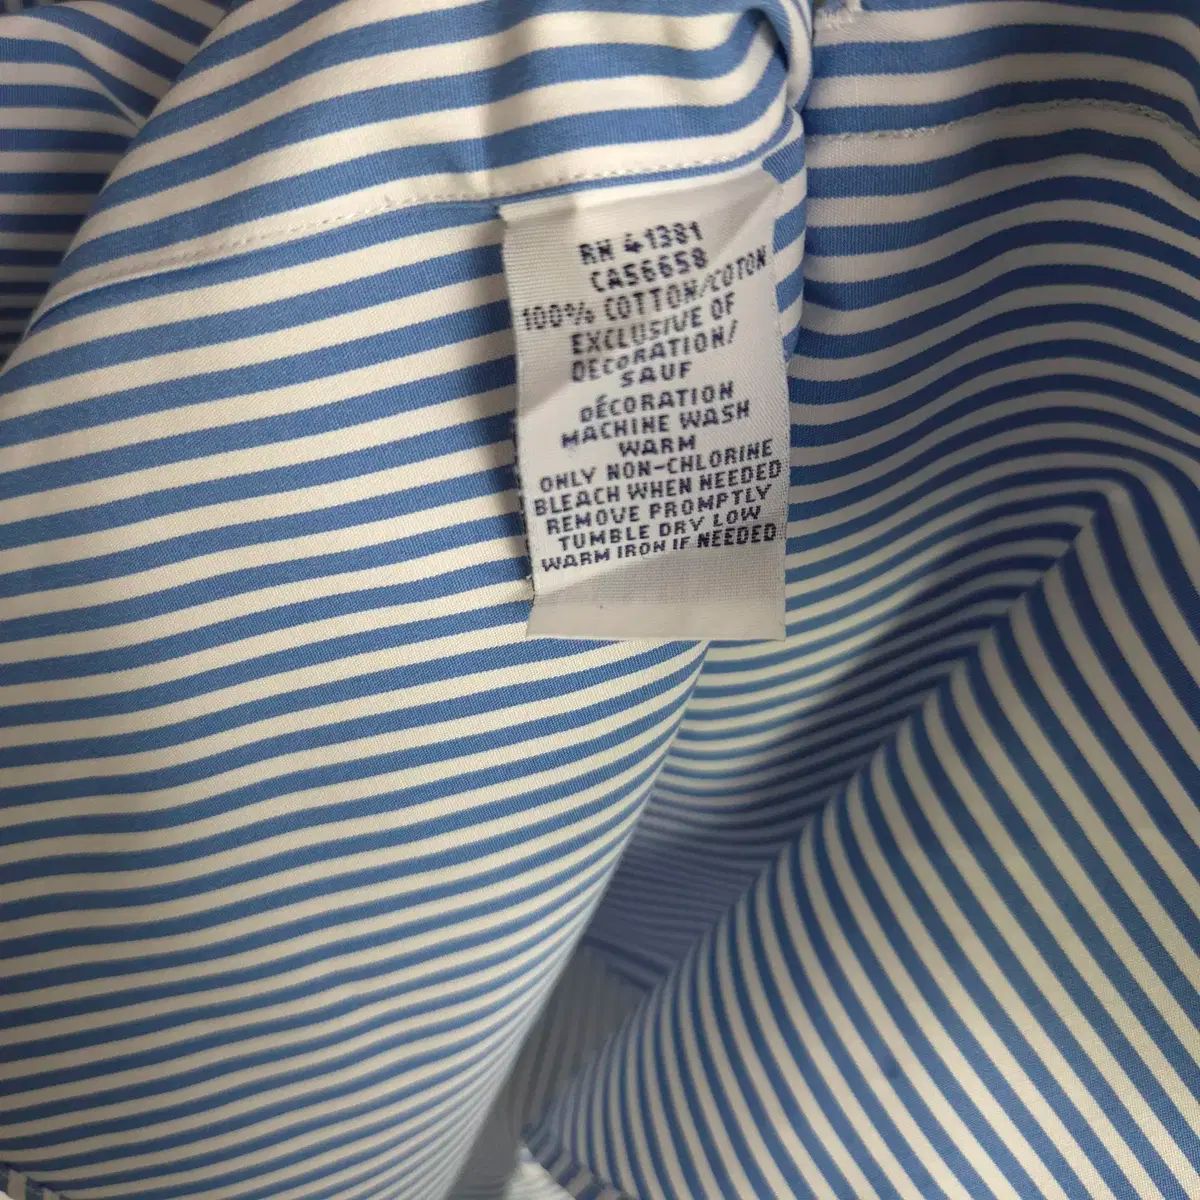 RN 41381
CA56658
100% COTTON/COTON
EXCLUSIVE OF
DECORATION/
SAUF
DÉCORATION
MACHINE WASH
WARM
ONLY NON-CHLORINE
BLEACH WHEN NEEDED
REMOVE PROMPTLY
TUMBLE DRY LOW
WARM IRON IF NEEDED